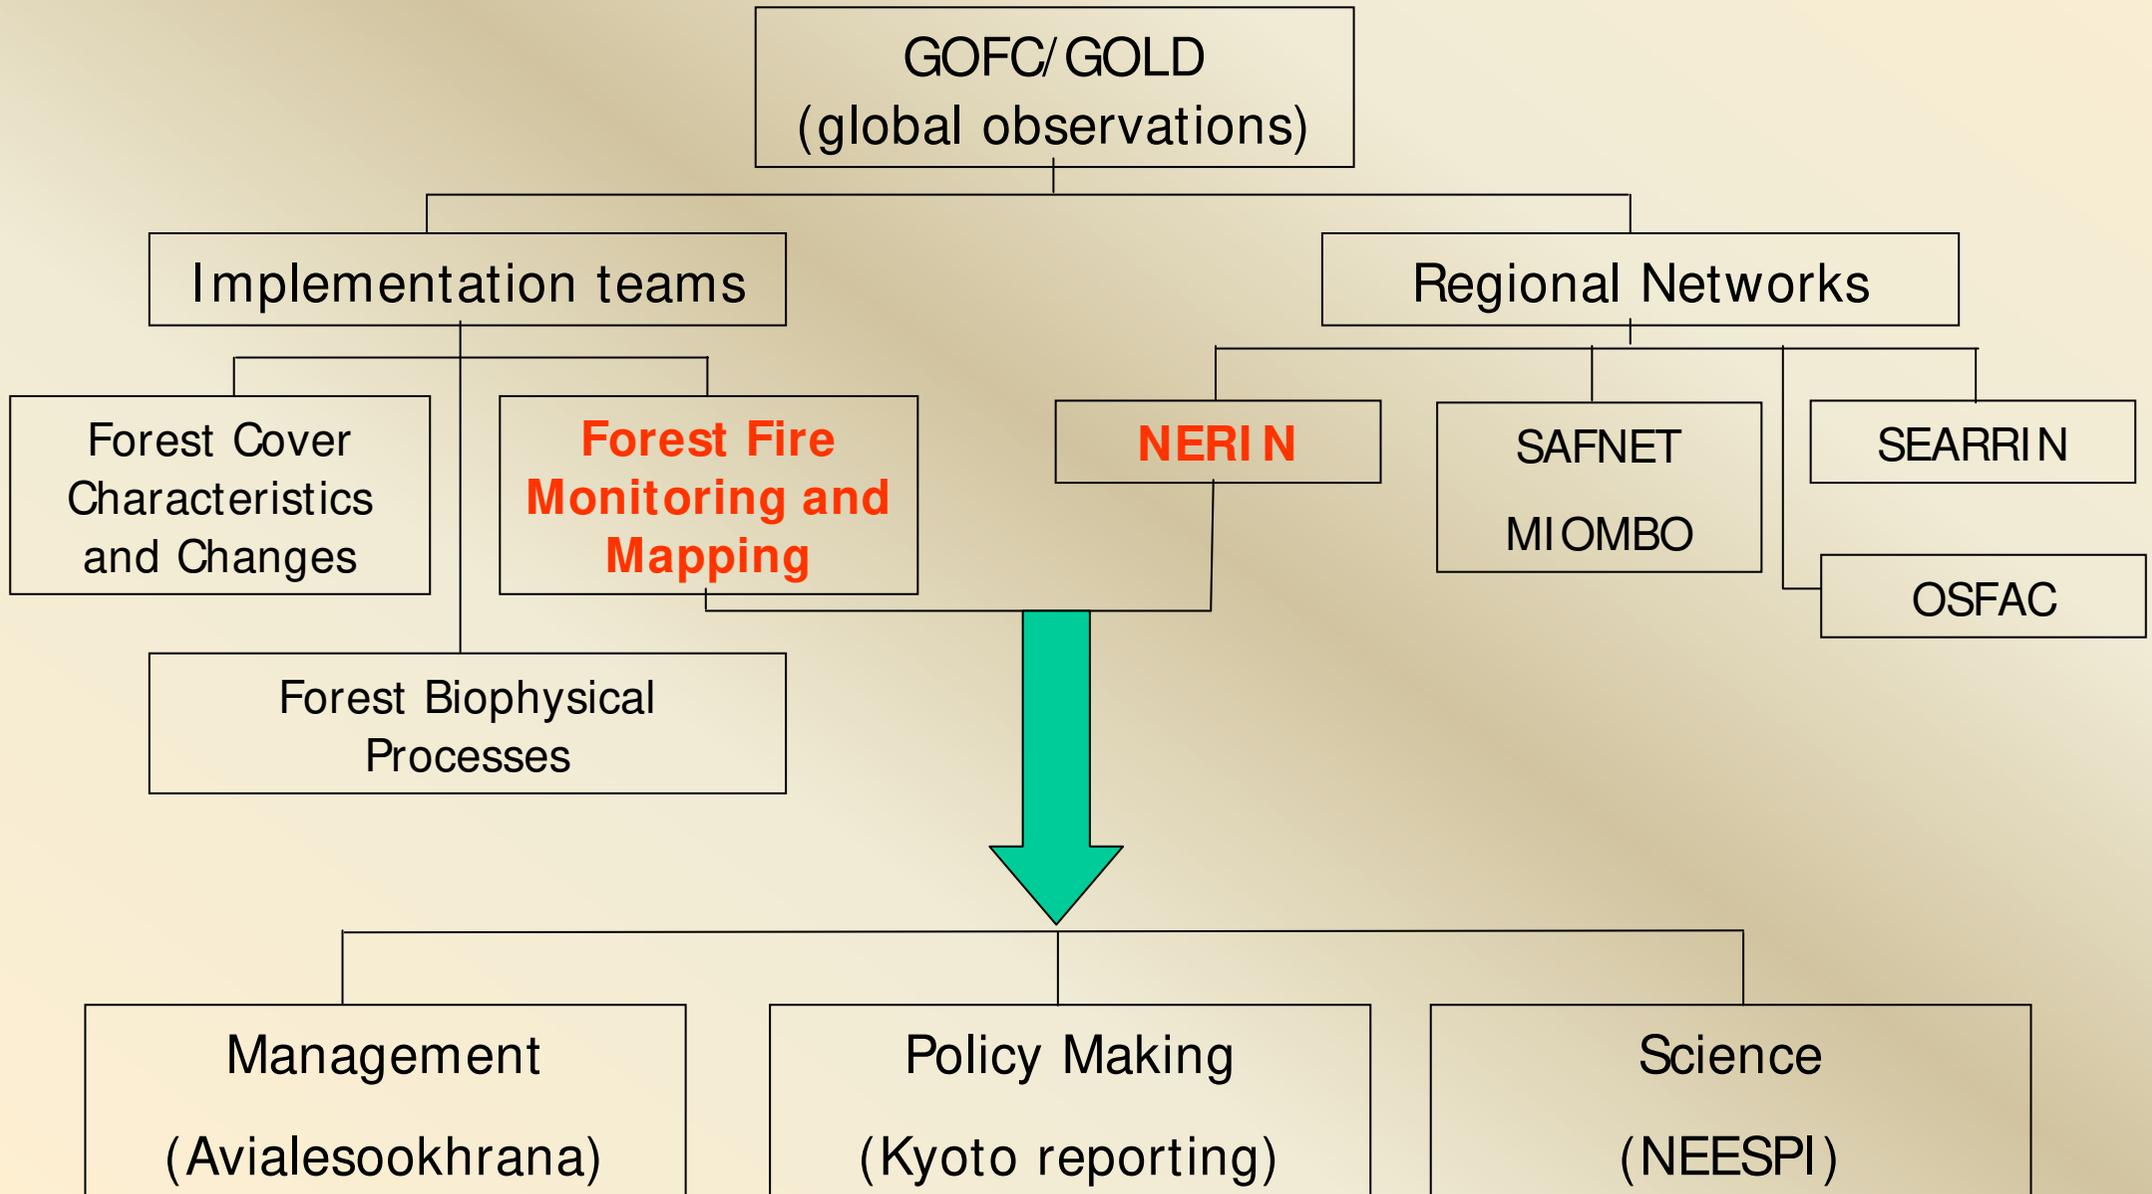 GOFC/GOLD
(global observations)
Implementation teams
Regional Networks
Forest Cover
Characteristics
and Changes
Forest Fire
Monitoring and
Mapping
NERIN
SAFNET
MIOMBO
SEARRIN
OSFAC
Forest Biophysical
Processes
Management
(Avialesookhrana)
Policy Making
(Kyoto reporting)
Science
(NEESPI)